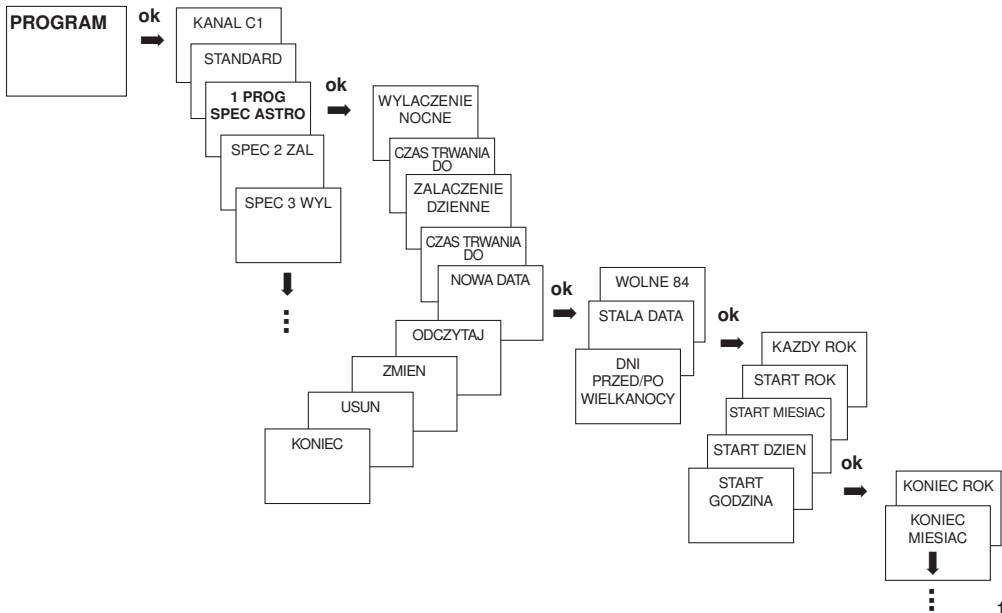 PROGRAM
ok
KANAL C1
STANDARD
1 PROG
SPEC ASTRO
SPEC 2 ZAL
SPEC 3 WYL
ok
WYLACZENIE
NOCNE
CZAS TRWANIA
DO
ZALACZENIE
DZIENNE
CZAS TRWANIA
DO
NOWA DATA
ODCZYTAJ
ZMIEN
USUN
KONIEC
ok
WOLNE 84
STALA DATA
DNI
PRZED/PO
WIELKANOCY
ok
KAZDY ROK
START ROK
START MIESIAC
START DZIEN
START
GODZINA
ok
KONIEC ROK
KONIEC
MIESIAC
1